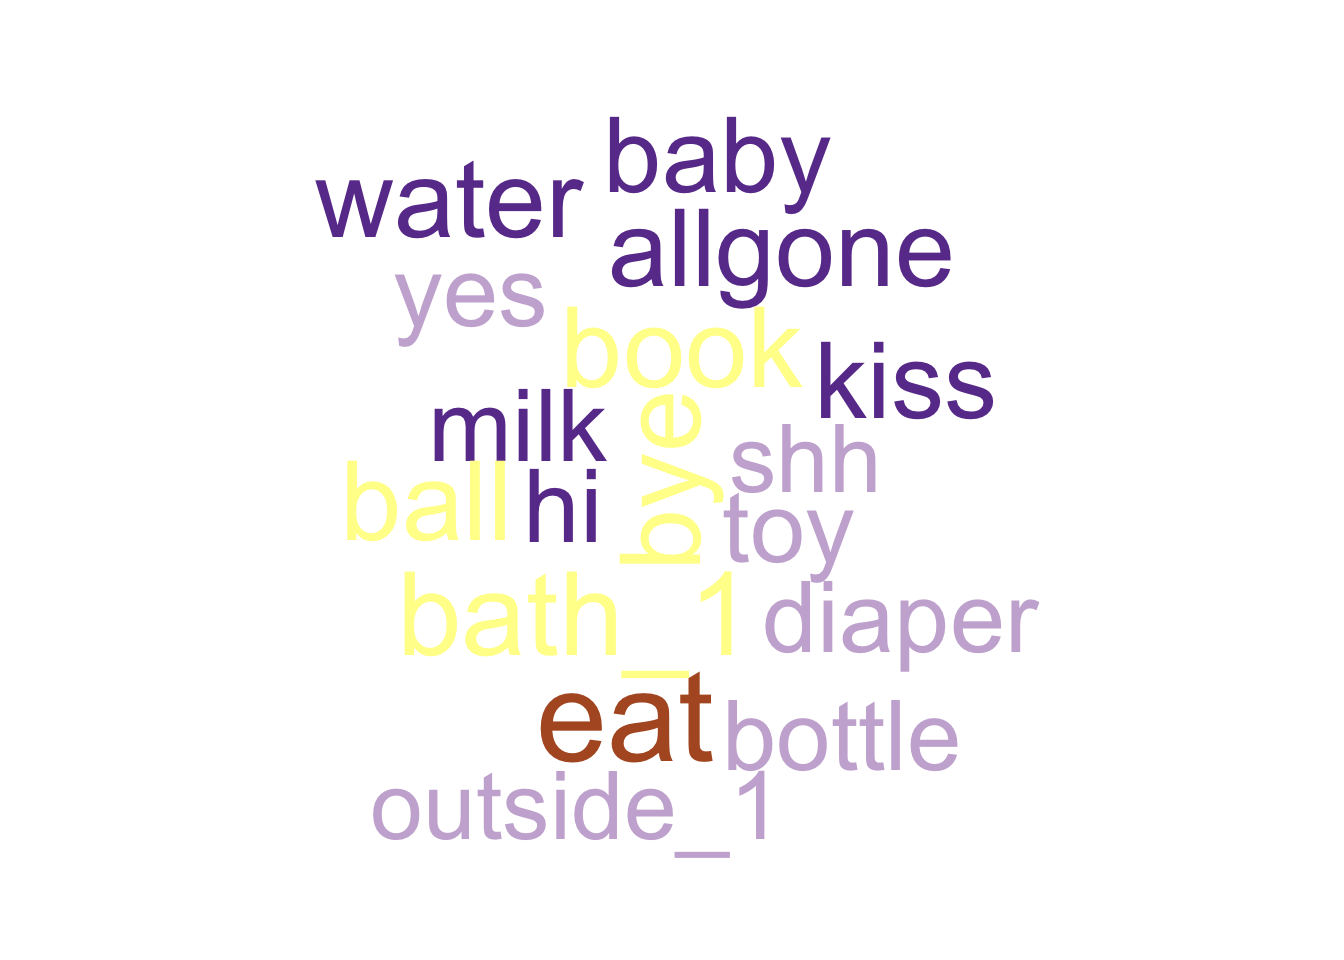 baby
water
allgone
yes
book
kiss
milk
bye
shh
ball
hi
toy
bath_1
diaper
eat
bottle
outside_1